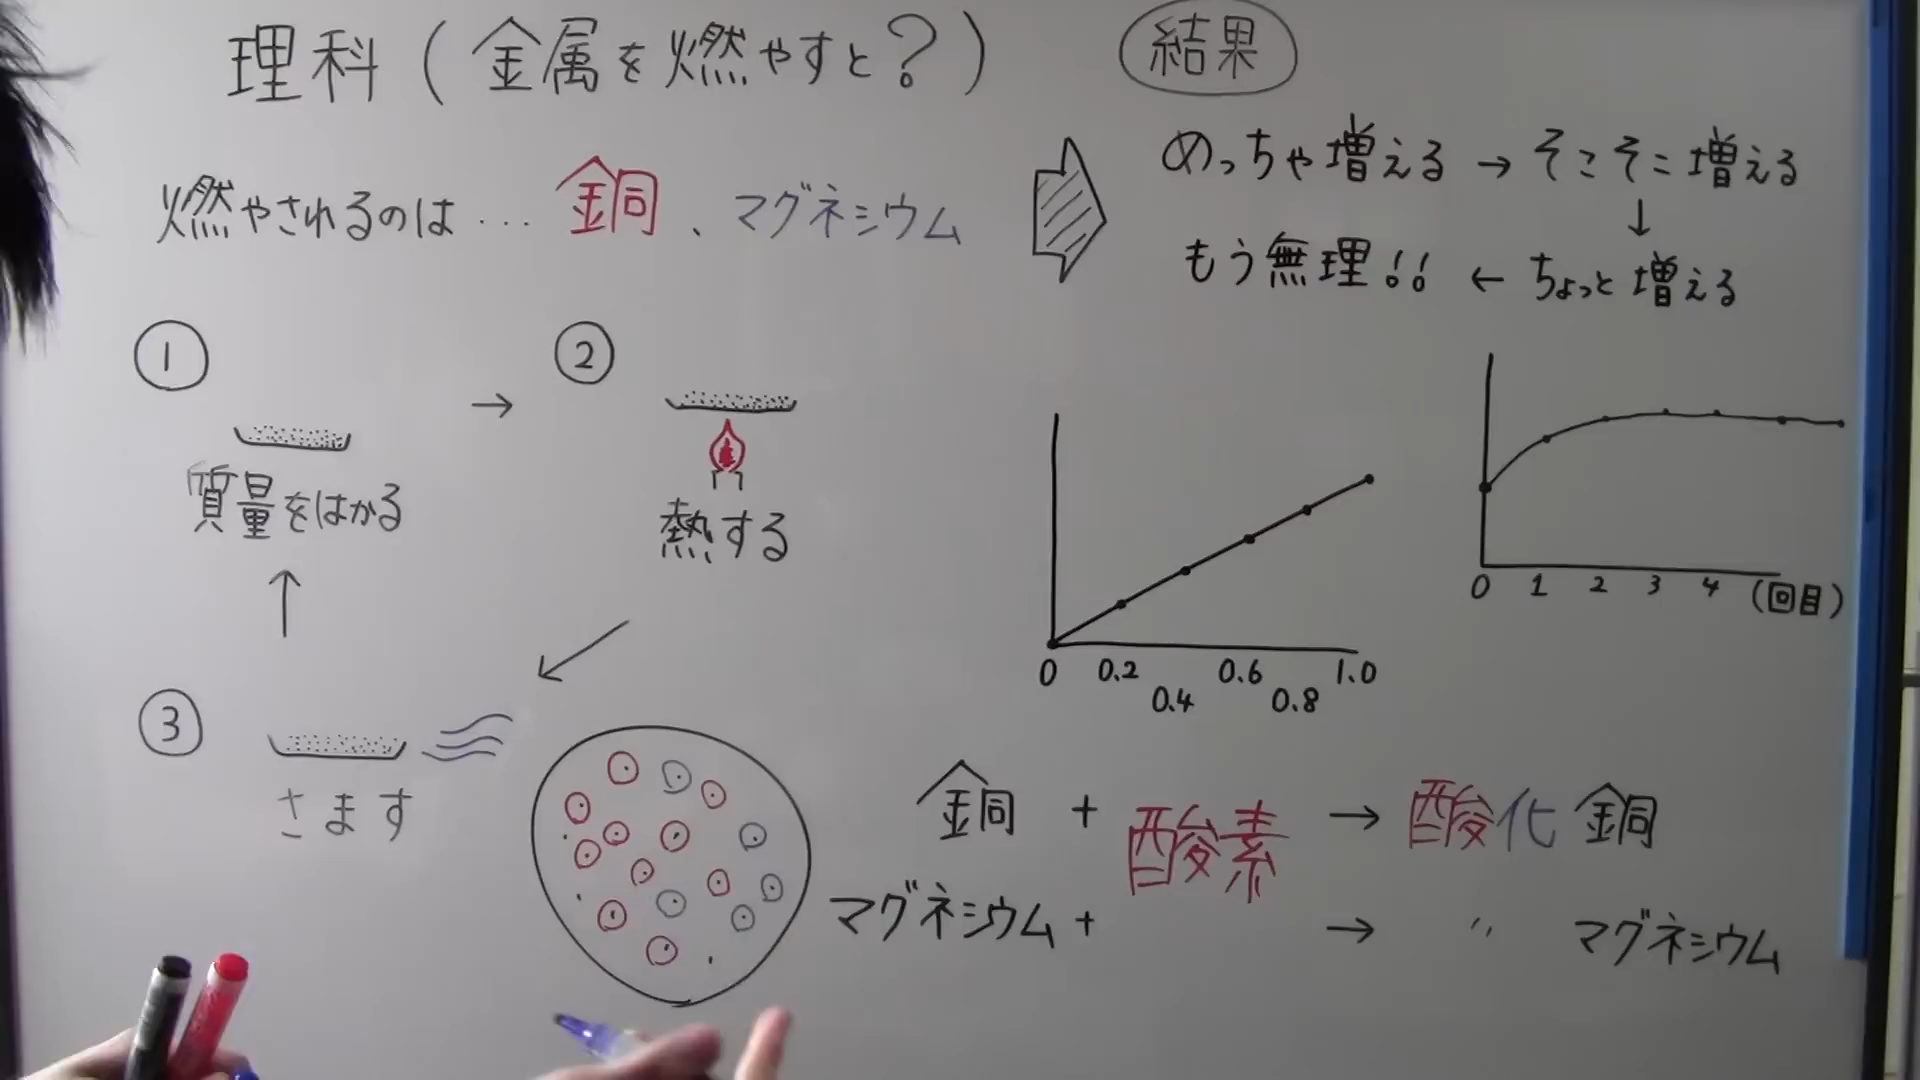 理科(金属を燃やすと?)
燃やされるのは… 銅、マグネシウム
①
質量をはかる
→
②
熱する
③
さます
結果
めっちゃ増える → そこそこ増える
↓
もう無理!! ← ちょっと増える
0 0.2 0.4 0.6 0.8 1.0
0 1 2 3 4 (回目)
銅 + 酸素 → 酸化銅
マグネシウム + → 〃 マグネシウム